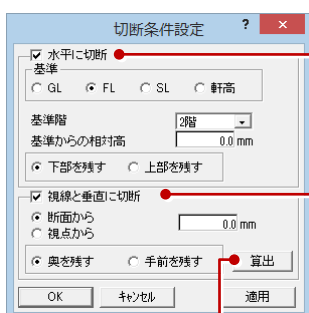 切断条件設定 ? ×
水平に切断
基準
GL FL SL 軒高
基準階 2階
基準からの相対高 0.0 mm
下部を残す 上部を残す
視線と垂直に切断
断面から 0.0 mm
視点から
奥を残す 手前を残す 算出
OK キャンセル 適用